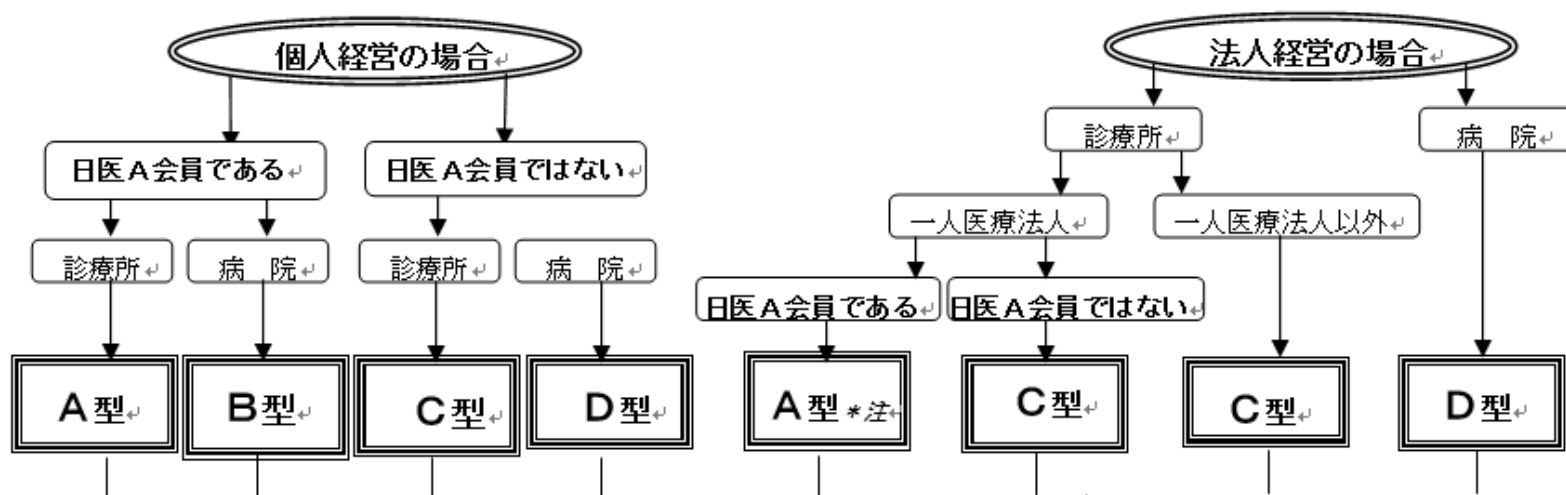 個人経営の場合
法人経営の場合
診療所
病　院
日医A会員である
日医A会員ではない
一人医療法人
一人医療法人以外
診療所
病　院
診療所
病　院
日医A会員である
日医A会員ではない
A型
B型
C型
D型
A型＊注
C型
C型
D型